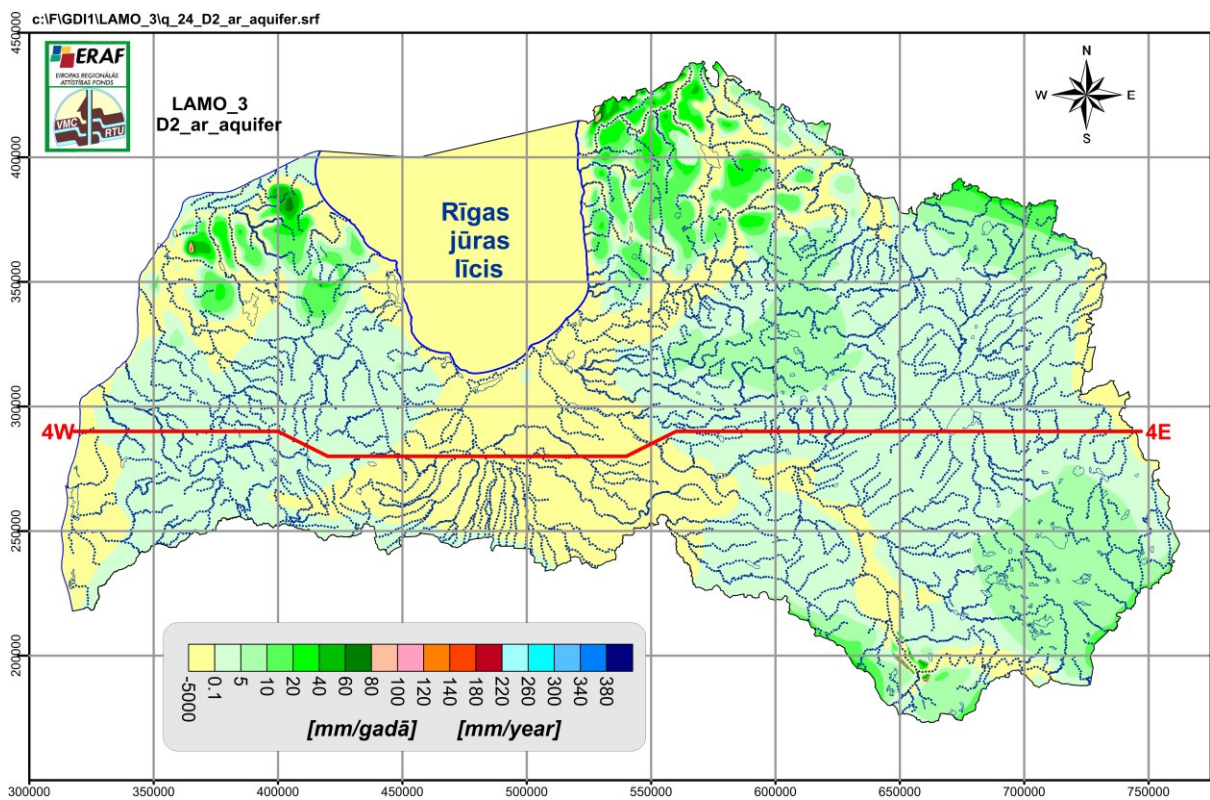 c:\F\GDI1\LAMO_3\q_24_D2_ar_aquifer.srf
450000
ERAF
EIROPAS REĢIONĀLĀS
ATTĪSTĪBAS FONDS
VMC
RTU
LAMO_3
D2_ar_aquifer
N
W
E
S
400000
Rīgas
jūras
līcis
350000
300000
4W
4E
250000
200000
-5000
0.1
5
10
20
40
60
80
100
120
140
180
220
260
300
340
380
[mm/gadā] [mm/year]
300000 350000 400000 450000 500000 550000 600000 650000 700000 750000